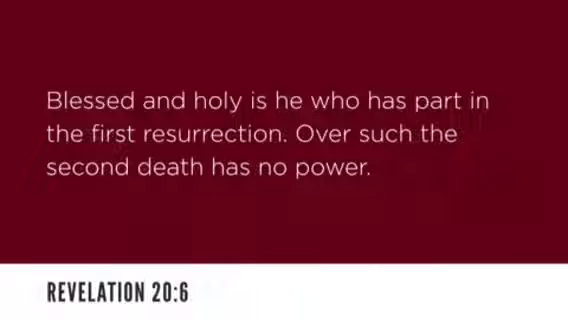 Blessed and holy is he who has part in
the first resurrection. Over such the
second death has no power.
REVELATION 20:6